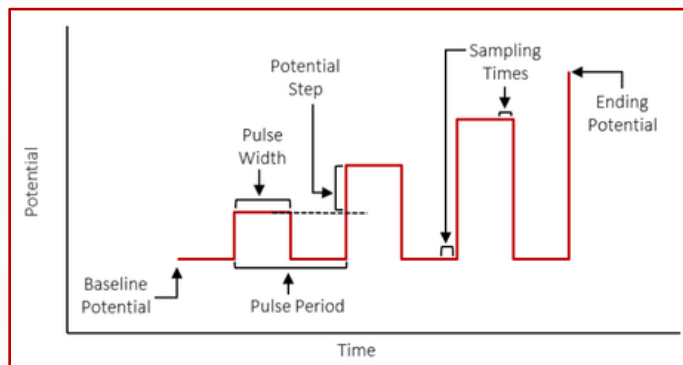 Potential
Step
Sampling
Times
Ending
Potential
Pulse
Width
Potential
Baseline
Potential
Pulse Period
Time